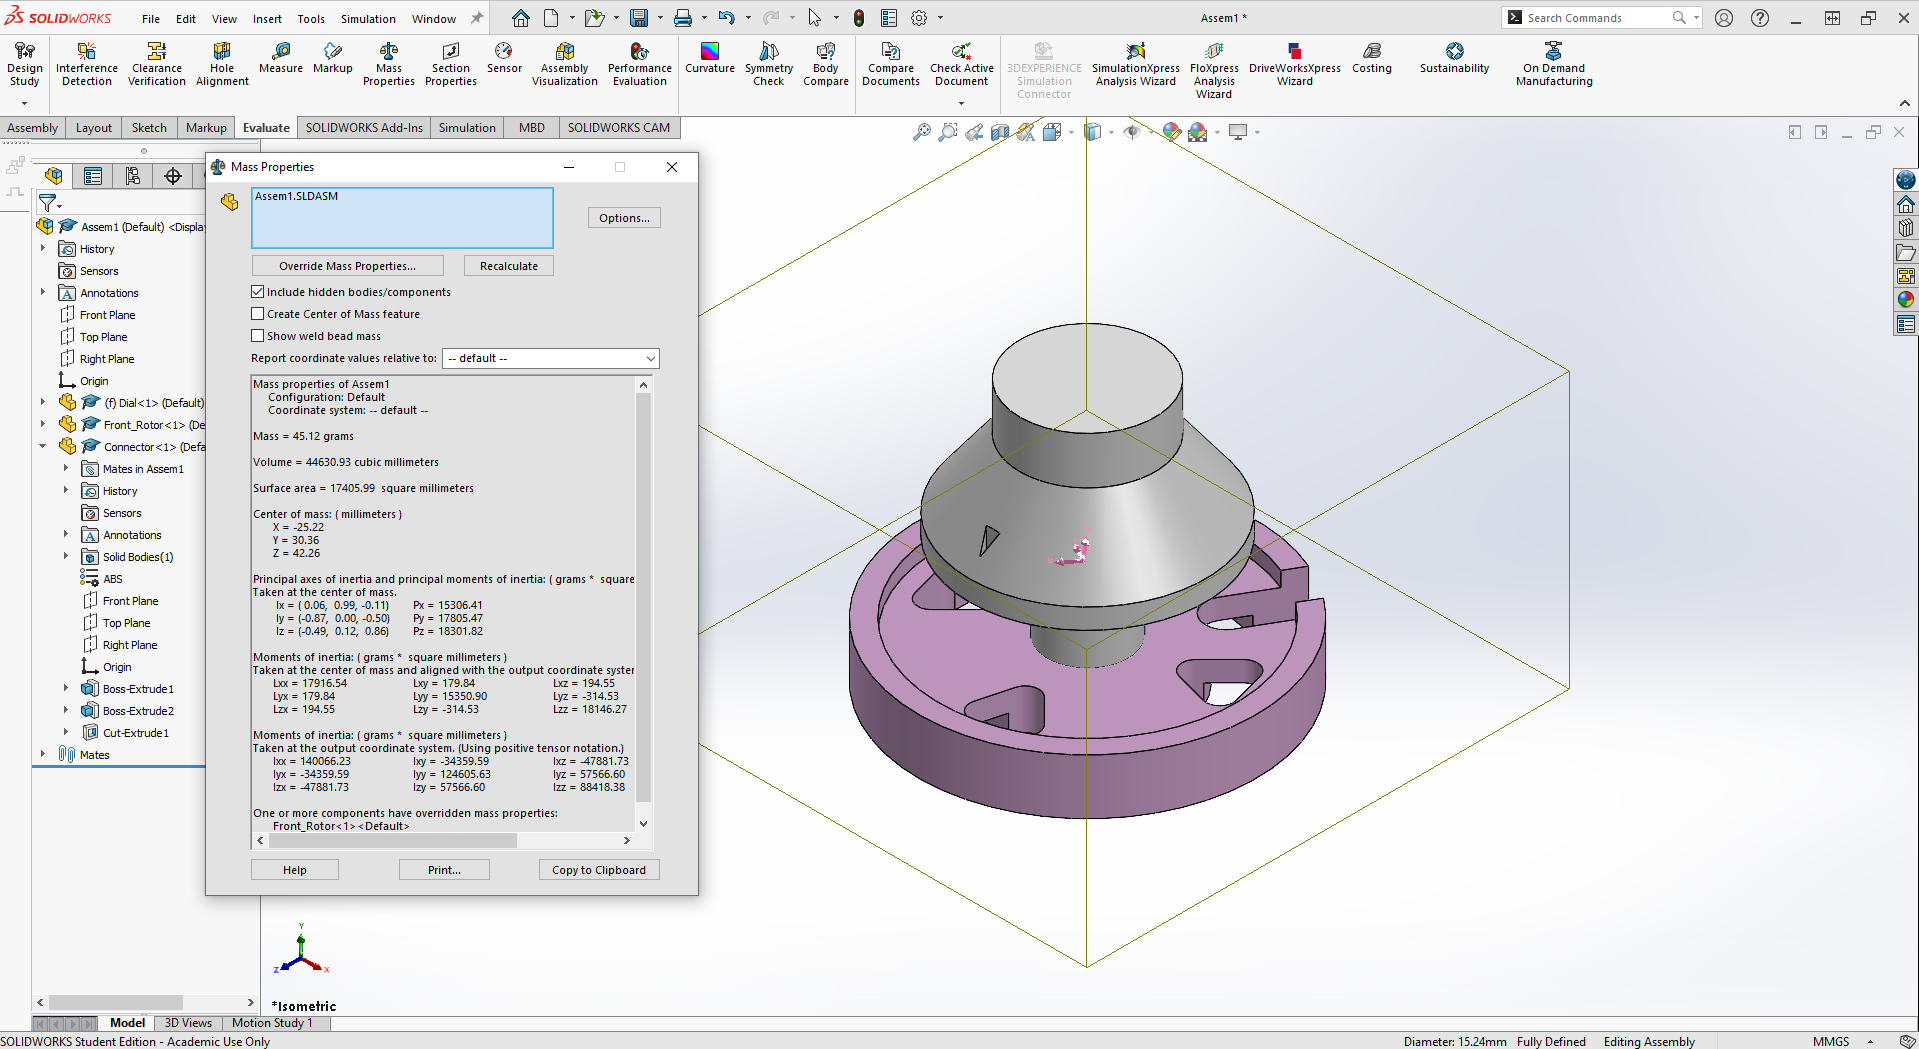 SOLIDWORKS File Edit View Insert Tools Simulation Window Assem1 * Search Commands
Design Study
Interference Detection
Clearance Verification
Hole Alignment
Measure
Markup
Mass Properties
Section Properties
Sensor
Assembly Visualization
Performance Evaluation
Curvature
Symmetry Check
Body Compare
Compare Documents
Check Active Document
3DEXPERIENCE Simulation Connector
SimulationXpress Analysis Wizard
FloXpress Analysis Wizard
DriveWorksXpress Wizard
Costing
Sustainability
On Demand Manufacturing
Assembly Layout Sketch Markup Evaluate SOLIDWORKS Add-Ins Simulation MBD SOLIDWORKS CAM
Assem1 (Default) <Displa
History
Sensors
Annotations
Front Plane
Top Plane
Right Plane
Origin
(f) Dial<1> (Default)
Front_Rotor<1> (De
Connector<1> (Defa
Mates in Assem1
History
Sensors
Annotations
Solid Bodies(1)
ABS
Front Plane
Top Plane
Right Plane
Origin
Boss-Extrude1
Boss-Extrude2
Cut-Extrude1
Mates
Mass Properties
Assem1.SLDASM
Options...
Override Mass Properties... Recalculate
Include hidden bodies/components
Create Center of Mass feature
Show weld bead mass
Report coordinate values relative to: -- default --
Mass properties of Assem1
Configuration: Default
Coordinate system: -- default --
Mass = 45.12 grams
Volume = 44630.93 cubic millimeters
Surface area = 17405.99 square millimeters
Center of mass: ( millimeters )
X = -25.22
Y = 30.36
Z = 42.26
Principal axes of inertia and principal moments of inertia: ( grams * square
Taken at the center of mass.
Ix = ( 0.06, 0.99, -0.11) Px = 15306.41
Iy = (-0.87, 0.00, -0.50) Py = 17805.47
Iz = (-0.49, 0.12, 0.86) Pz = 18301.82
Moments of inertia: ( grams * square millimeters )
Taken at the center of mass and aligned with the output coordinate syster
Lxx = 17916.54 Lxy = 179.84 Lxz = 194.55
Lyx = 179.84 Lyy = 15350.90 Lyz = -314.53
Lzx = 194.55 Lzy = -314.53 Lzz = 18146.27
Moments of inertia: ( grams * square millimeters )
Taken at the output coordinate system. (Using positive tensor notation.)
Ixx = 140066.23 Ixy = -34359.59 Ixz = -47881.73
Iyx = -34359.59 Iyy = 124605.63 Iyz = 57566.60
Izx = -47881.73 Izy = 57566.60 Izz = 88418.38
One or more components have overridden mass properties:
Front_Rotor<1><Default>
Help Print... Copy to Clipboard
Y
Z X
*Isometric
Model 3D Views Motion Study 1
SOLIDWORKS Student Edition - Academic Use Only Diameter: 15.24mm Fully Defined Editing Assembly MMGS